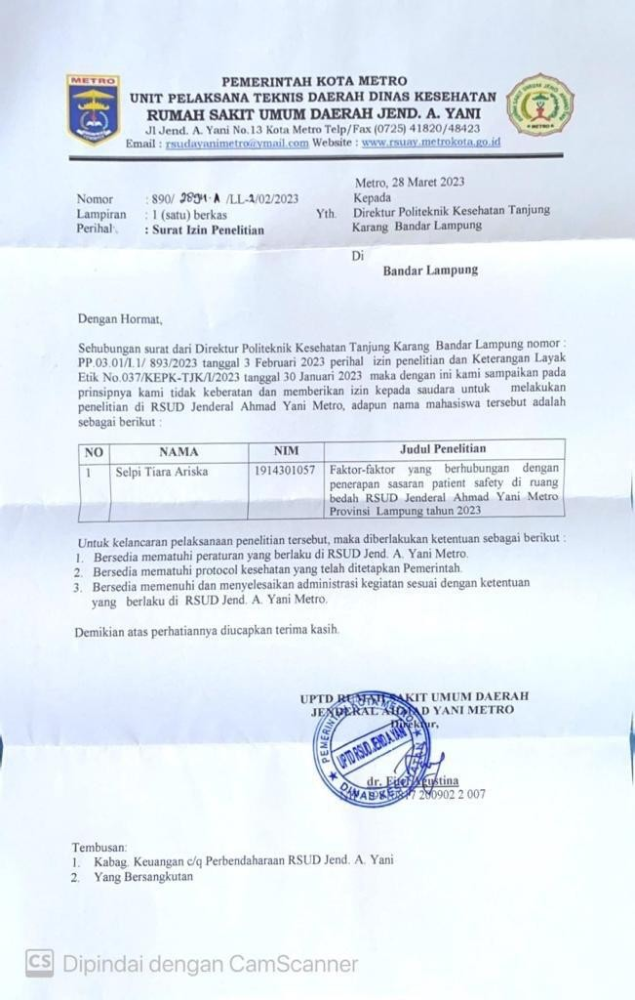 METRO
PEMERINTAH KOTA METRO
UNIT PELAKSANA TEKNIS DAERAH DINAS KESEHATAN
RUMAH SAKIT UMUM DAERAH JEND. A. YANI
Jl Jend. A. Yani No.13 Kota Metro Telp/Fax (0725) 41820/48423
Email : rsudayanimetro@ymail.com Website : www.rsuay.metrokota.go.id
Metro, 28 Maret 2023
Nomor : 890/ /LL-2/02/2023
Kepada
Lampiran : 1 (satu) berkas
Yth. Direktur Politeknik Kesehatan Tanjung
Perihal : Surat Izin Penelitian
Karang Bandar Lampung
Di
Bandar Lampung
Dengan Hormat,
Sehubungan surat dari Direktur Politeknik Kesehatan Tanjung Karang Bandar Lampung nomor :
PP.03.01/I.1/ 893/2023 tanggal 3 Februari 2023 perihal izin penelitian dan Keterangan Layak
Etik No.037/KEPK-TJK/I/2023 tanggal 30 Januari 2023 maka dengan ini kami sampaikan pada
prinsipnya kami tidak keberatan dan memberikan izin kepada saudara untuk melakukan
penelitian di RSUD Jenderal Ahmad Yani Metro, adapun nama mahasiswa tersebut adalah
sebagai berikut :
NO NAMA NIM Judul Penelitian
1 Selpi Tiara Ariska 1914301057 Faktor-faktor yang berhubungan dengan
penerapan sasaran patient safety di ruang
bedah RSUD Jenderal Ahmad Yani Metro
Provinsi Lampung tahun 2023
Untuk kelancaran pelaksanaan penelitian tersebut, maka diberlakukan ketentuan sebagai berikut :
1. Bersedia mematuhi peraturan yang berlaku di RSUD Jend. A. Yani Metro.
2. Bersedia mematuhi protocol kesehatan yang telah ditetapkan Pemerintah.
3. Bersedia memenuhi dan menyelesaikan administrasi kegiatan sesuai dengan ketentuan
yang berlaku di RSUD Jend. A. Yani Metro.
Demikian atas perhatiannya diucapkan terima kasih.
UPTD RUMAH SAKIT UMUM DAERAH
JENDERAL AHMAD YANI METRO
Direktur,
PEMERINTAH KOTA METRO
UPTD RSUD JEND.A.YANI
DINAS KESEHATAN
dr. Agustina
200902 2 007
Tembusan:
1. Kabag. Keuangan c/q Perbendaharaan RSUD Jend. A. Yani
2. Yang Bersangkutan
CS Dipindai dengan CamScanner